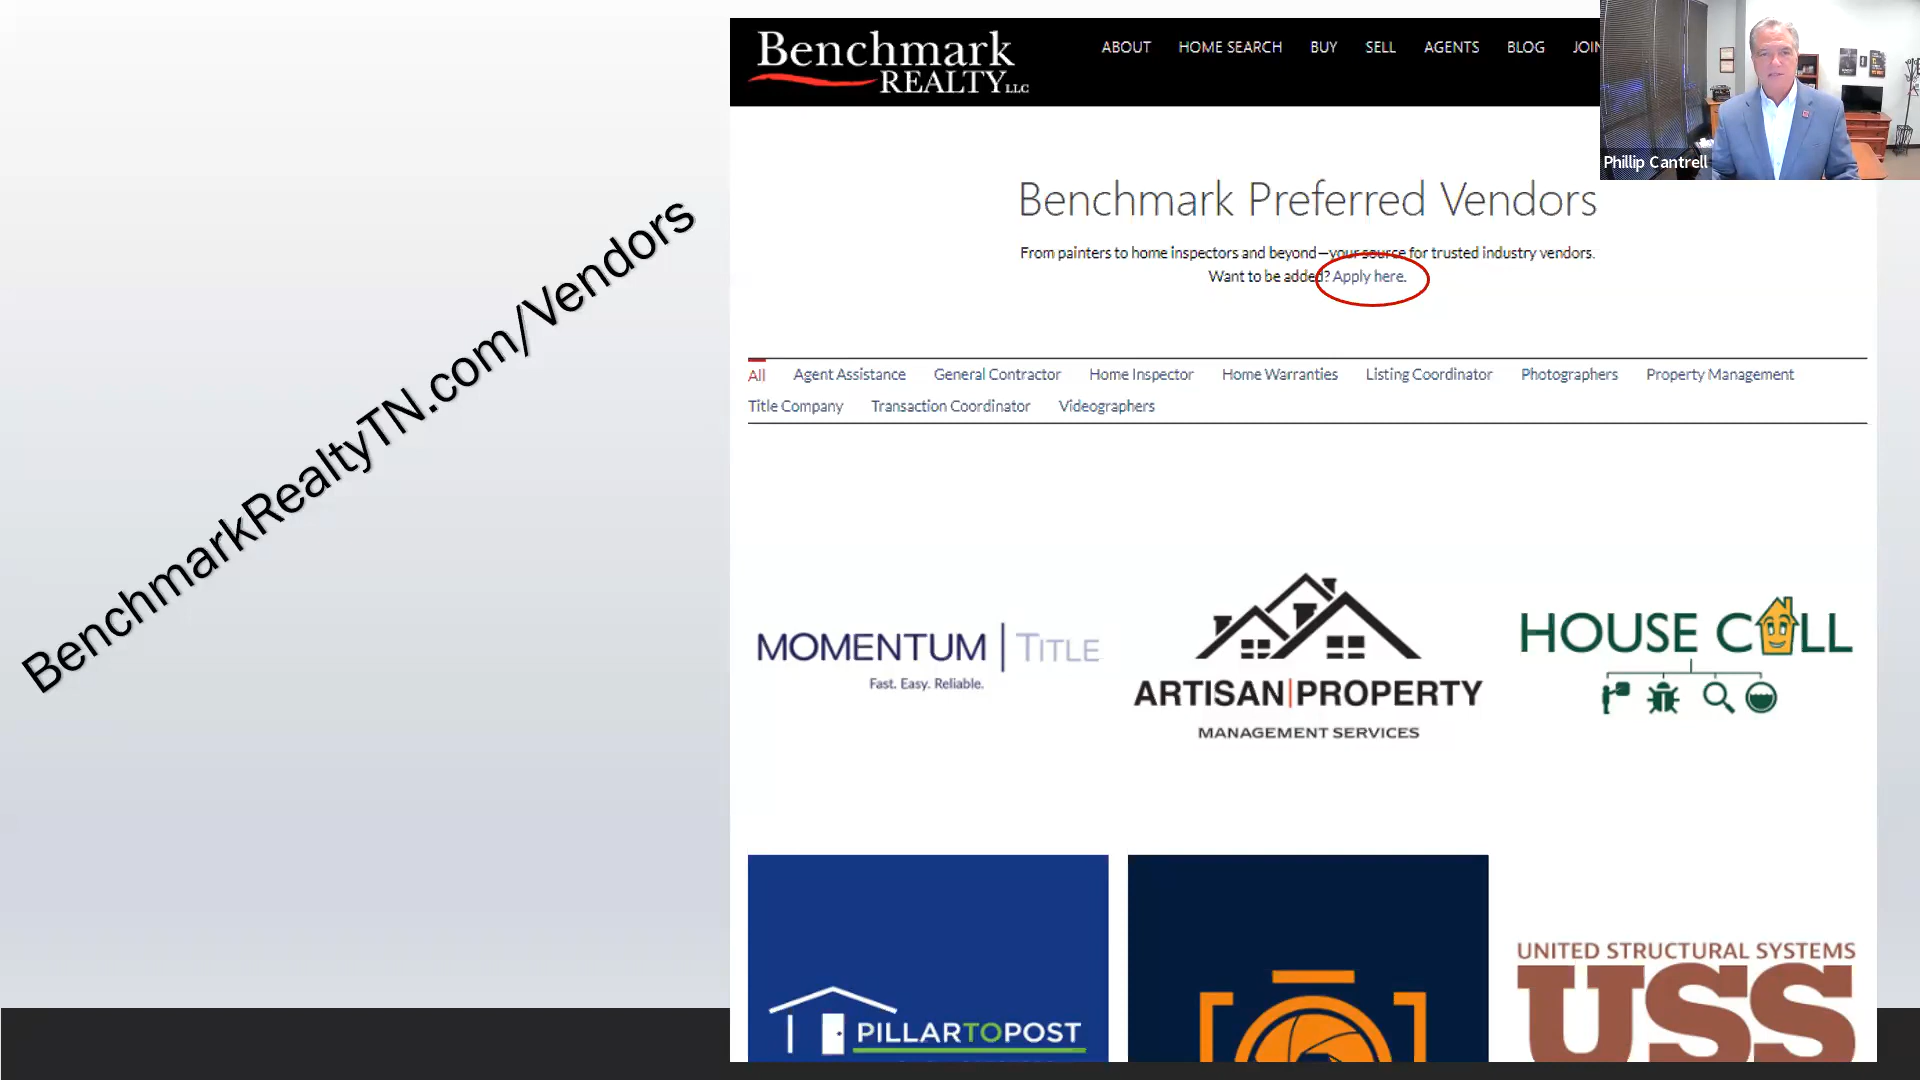 BenchmarkRealtyTN.com/Vendors
Benchmark
REALTY LLC
ABOUT HOME SEARCH BUY SELL AGENTS BLOG JOIN
Phillip Cantrell
Benchmark Preferred Vendors
From painters to home inspectors and beyond—your source for trusted industry vendors.
Want to be added? Apply here.
All Agent Assistance General Contractor Home Inspector Home Warranties Listing Coordinator Photographers Property Management
Title Company Transaction Coordinator Videographers
MOMENTUM | TITLE
Fast. Easy. Reliable.
ARTISAN|PROPERTY
MANAGEMENT SERVICES
HOUSE CALL
PILLARTOPOST
UNITED STRUCTURAL SYSTEMS
USS